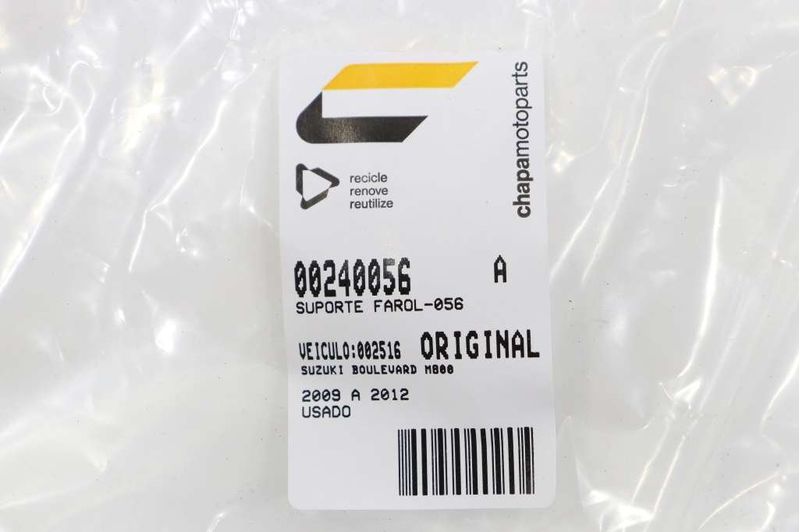 chapamotoparts
recicle
renove
reutilize
00240056 A
SUPORTE FAROL-056
VEICULO:002516 ORIGINAL
SUZUKI BOULEVARD M800
2009 A 2012
USADO